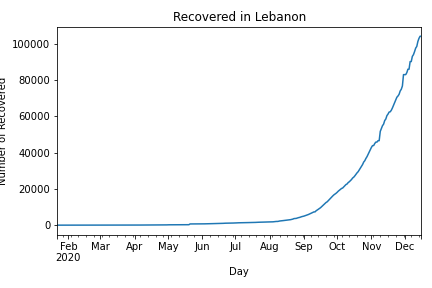 Recovered in Lebanon
100000
80000
60000
40000
20000
0
Number of Recovered
Feb Mar Apr May Jun Jul Aug Sep Oct Nov Dec
2020
Day